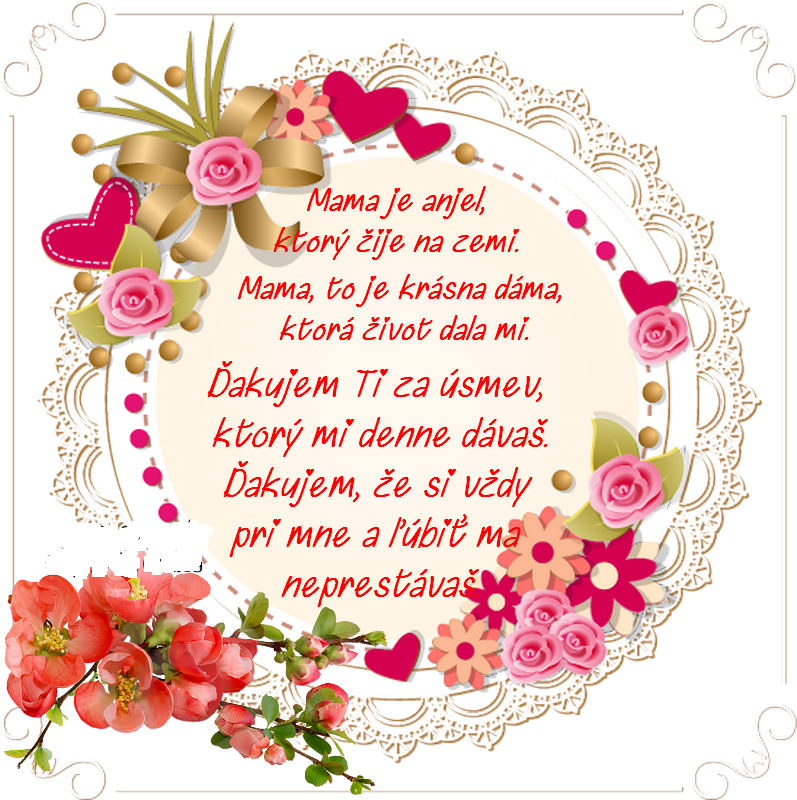 Mama je anjel,
ktorý žije na zemi.
Mama, to je krásna dáma,
ktorá život dala mi.
Ďakujem Ti za úsmev,
ktorý mi denne dávaš.
Ďakujem, že si vždy
pri mne a ľúbiť ma
neprestávaš.